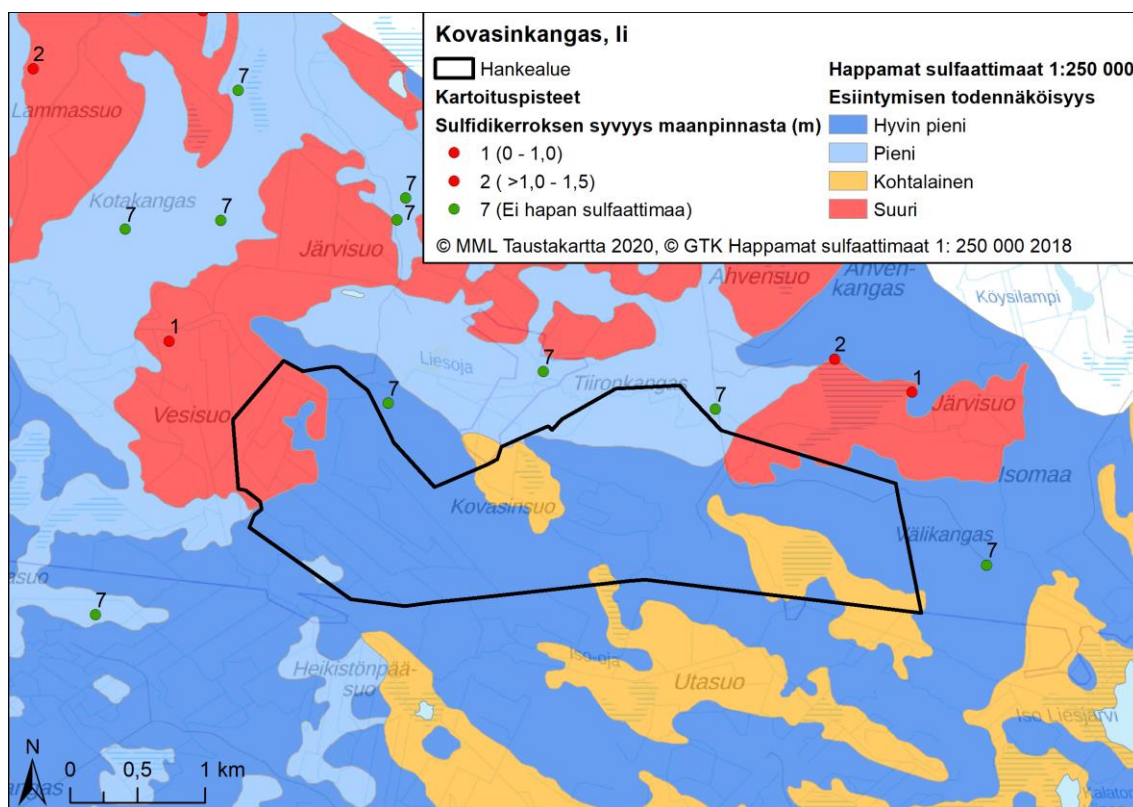 Kovasinkangas, Ii
Hankealue
Kartoituspisteet
Sulfidikerroksen syvyys maanpinnasta (m)
1 (0 - 1,0)
2 ( >1,0 - 1,5)
7 (Ei hapan sulfaattimaa)
Happamat sulfaattimaat 1:250 000
Esiintymisen todennäköisyys
Hyvin pieni
Pieni
Kohtalainen
Suuri
© MML Taustakartta 2020, © GTK Happamat sulfaattimaat 1: 250 000 2018
2
7
Lammassuo
Kotakangas
7
7
7
7
Järvisuo
Ahvensuo
Ahven-
kangas
Köysilampi
1
Liesoja
7
Tiironkangas
2
1
7
7
Vesisuo
Järvisuo
Isomaa
Kovasinsuo
Välikangas
7
asuo
7
Heikistönpää-
suo
Iso-oja
Utasuo
Iso Liesjärvi
N
0 0,5 1 km
angas
Kalaton